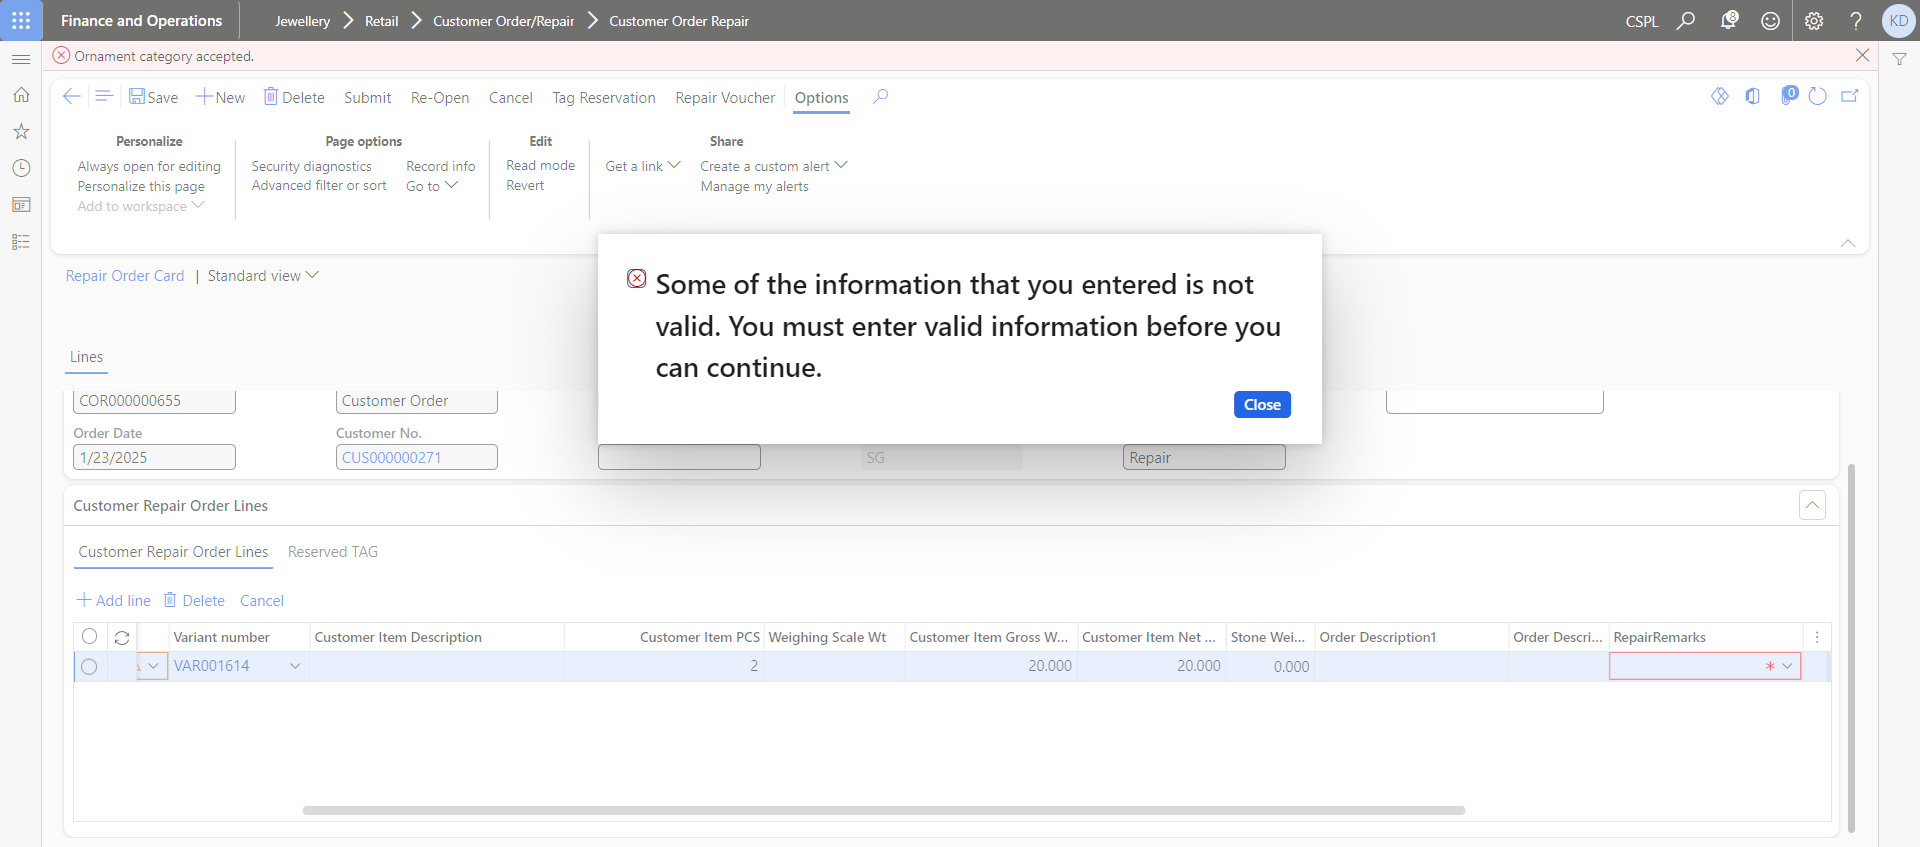 Finance and Operations Jewellery Retail Customer Order/Repair Customer Order Repair CSPL 8 ? KD
Ornament category accepted.
Save New Delete Submit Re-Open Cancel Tag Reservation Repair Voucher Options 0
Personalize Page options Edit Share
Always open for editing Security diagnostics Record info Read mode Get a link Create a custom alert
Personalize this page Advanced filter or sort Go to Revert Manage my alerts
Add to workspace
Some of the information that you entered is not
valid. You must enter valid information before you
can continue.
Close
Repair Order Card | Standard view
Lines
COR000000655 Customer Order
Order Date Customer No.
1/23/2025 CUS000000271 SG Repair
Customer Repair Order Lines
Customer Repair Order Lines Reserved TAG
Add line Delete Cancel
Variant number Customer Item Description Customer Item PCS Weighing Scale Wt Customer Item Gross W... Customer Item Net ... Stone Wei... Order Description1 Order Descri... RepairRemarks
VAR001614 2 20.000 20.000 0.000 *